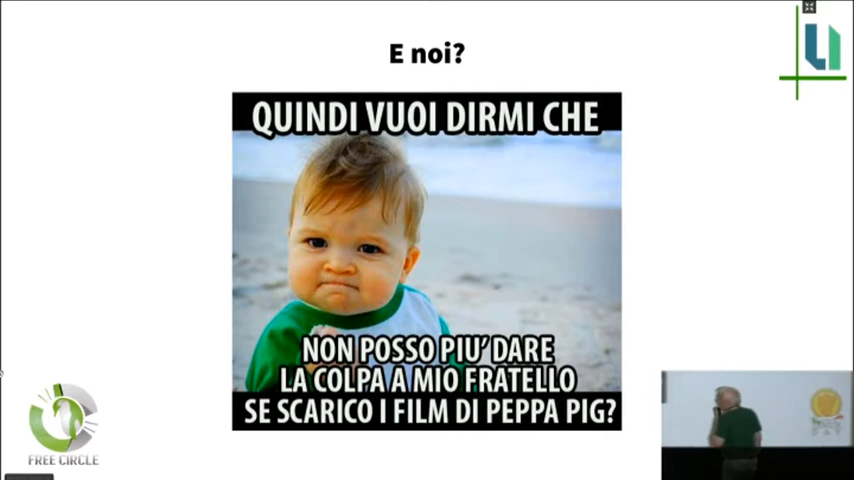 E noi?
QUINDI VUOI DIRMI CHE
NON POSSO PIU' DARE
LA COLPA A MIO FRATELLO
SE SCARICO I FILM DI PEPPA PIG?
FREE CIRCLE